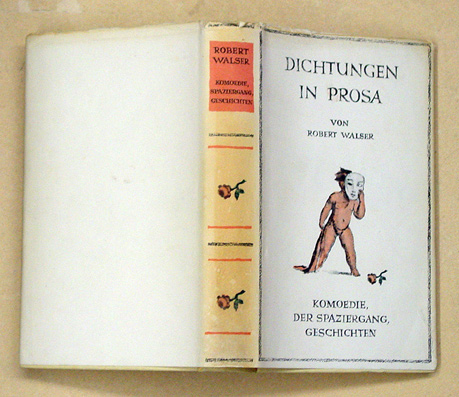 ROBERT
WALSER
KOMOEDIE,
SPAZIERGANG,
GESCHICHTEN
DICHTUNGEN
IN PROSA
VON
ROBERT WALSER
KOMOEDIE,
DER SPAZIERGANG,
GESCHICHTEN